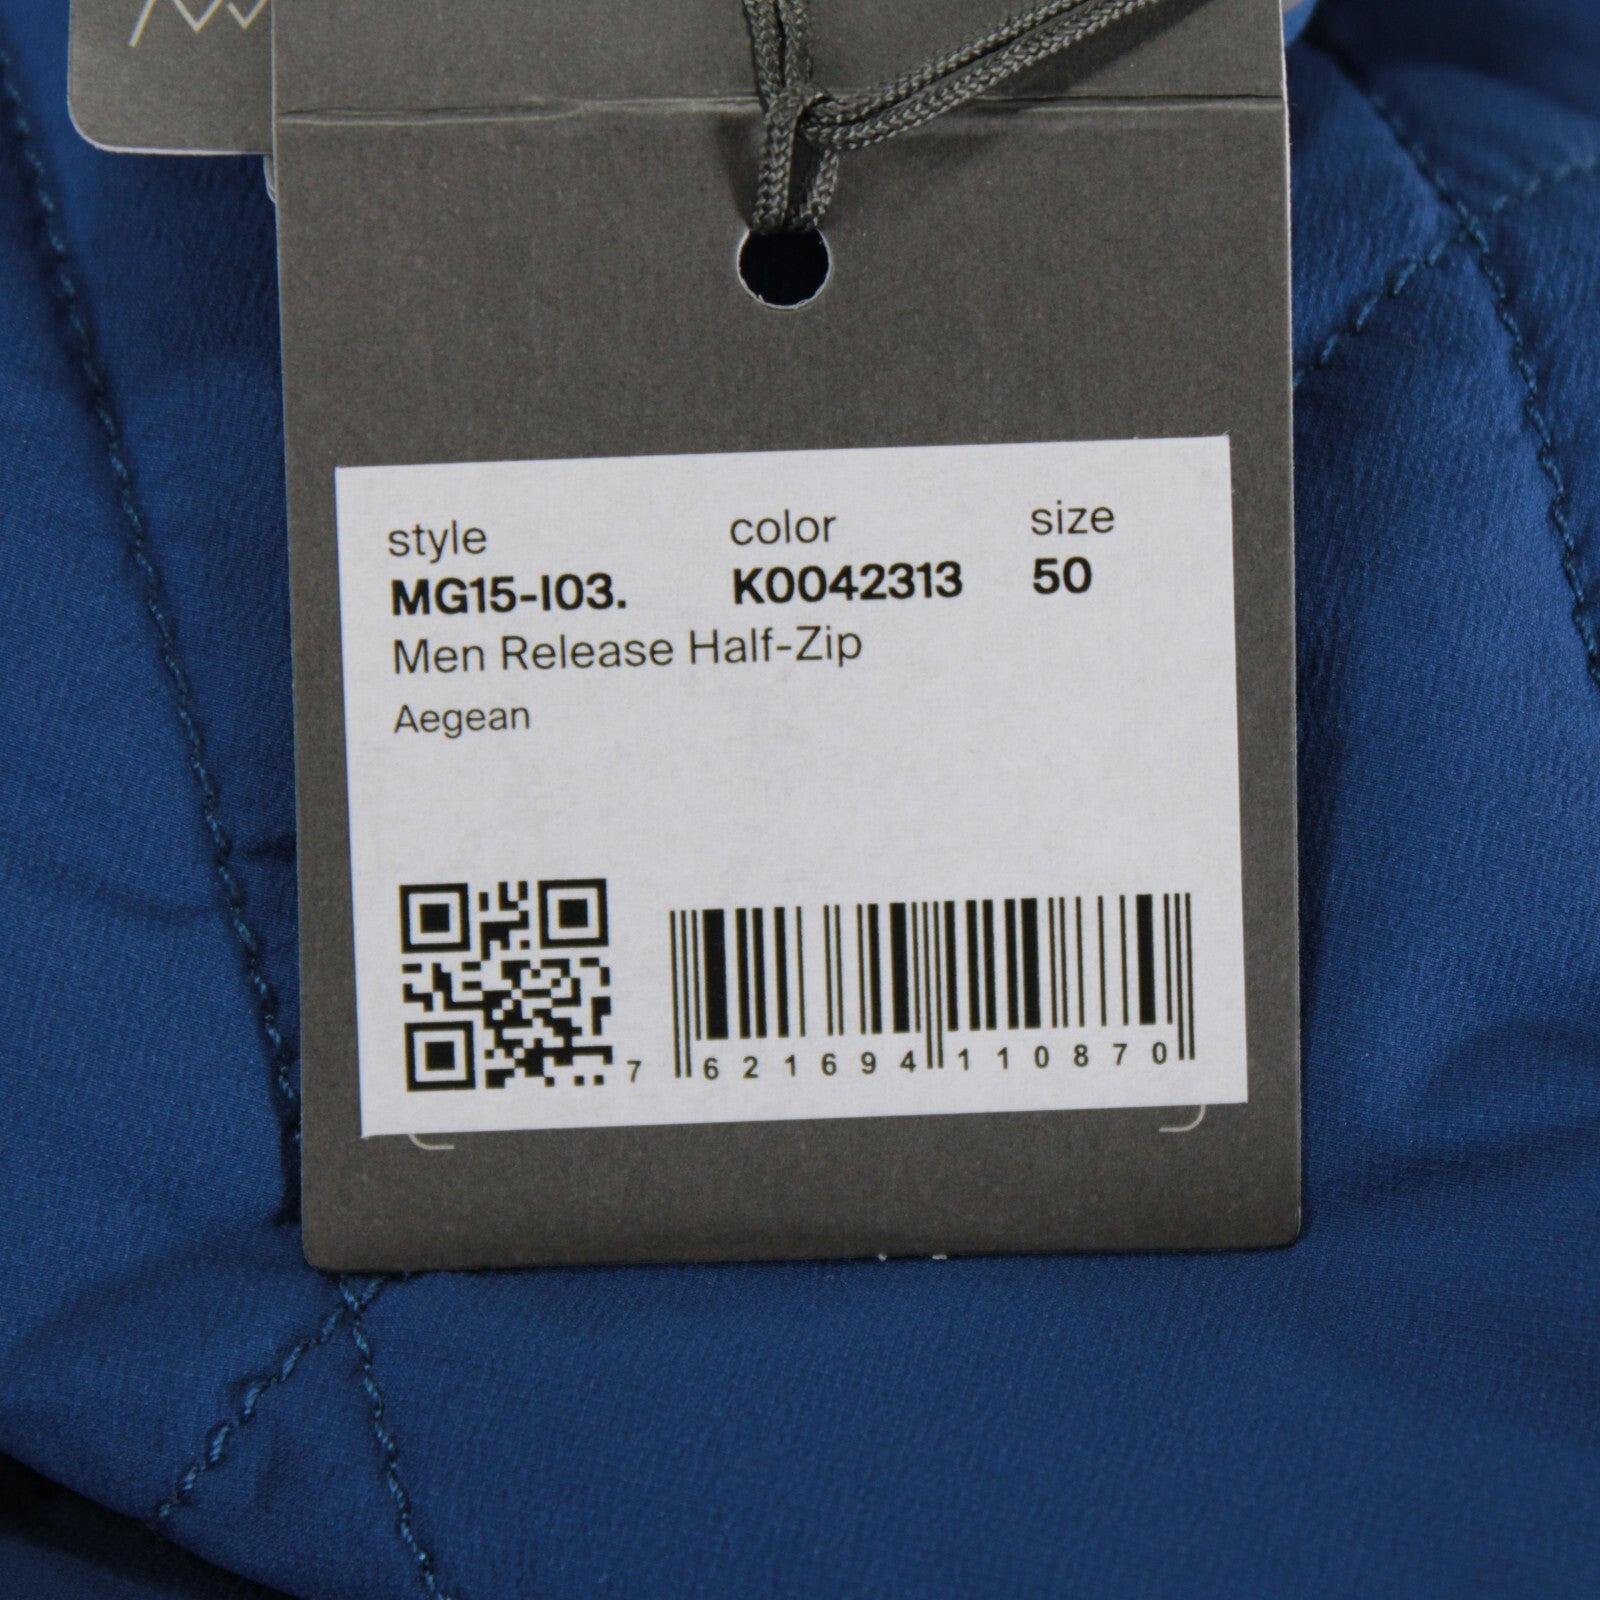 style color size
MG15-I03. K0042313 50
Men Release Half-Zip
Aegean
7 621694 110870